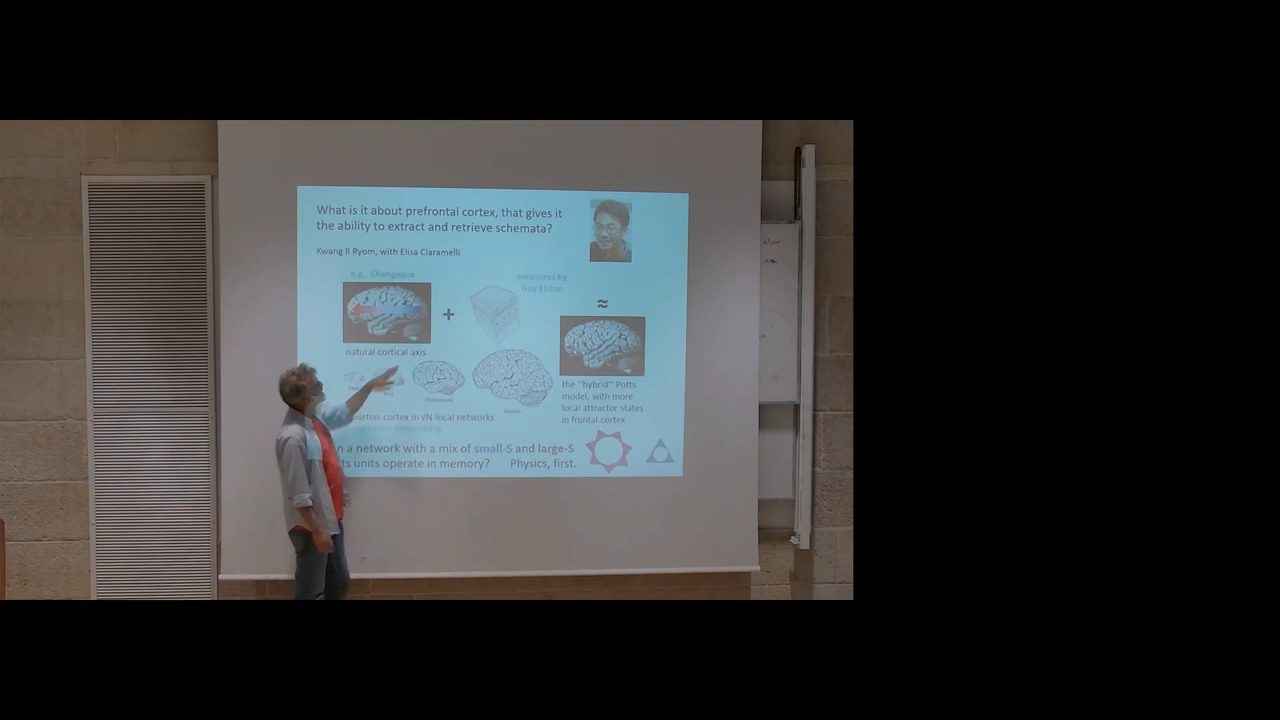 What is it about prefrontal cortex, that gives it
the ability to extract and retrieve schemata?
Kwang Il Ryom, with Elisa Ciaramelli
e.g., Changeaux
measures by
Guy Elston
+
≈
natural cortical axis
the "hybrid" Potts
model, with more
local attractor states
in frontal cortex
cortex in √N local networks
n a network with a mix of small-S and large-S
ts units operate in memory? Physics, first.